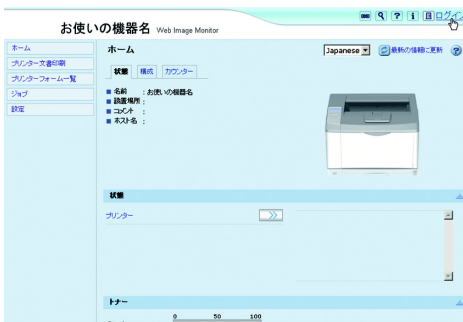 お使いの機器名 Web Image Monitor
ログイン
ホーム
プリンター文書印刷
プリンターフォーム一覧
ジョブ
設定
ホーム
Japanese
最新の情報に更新
状態 構成 カウンター
名前 : お使いの機器名
設置場所 :
コメント :
ホスト名 :
状態
プリンター
トナー
0 50 100